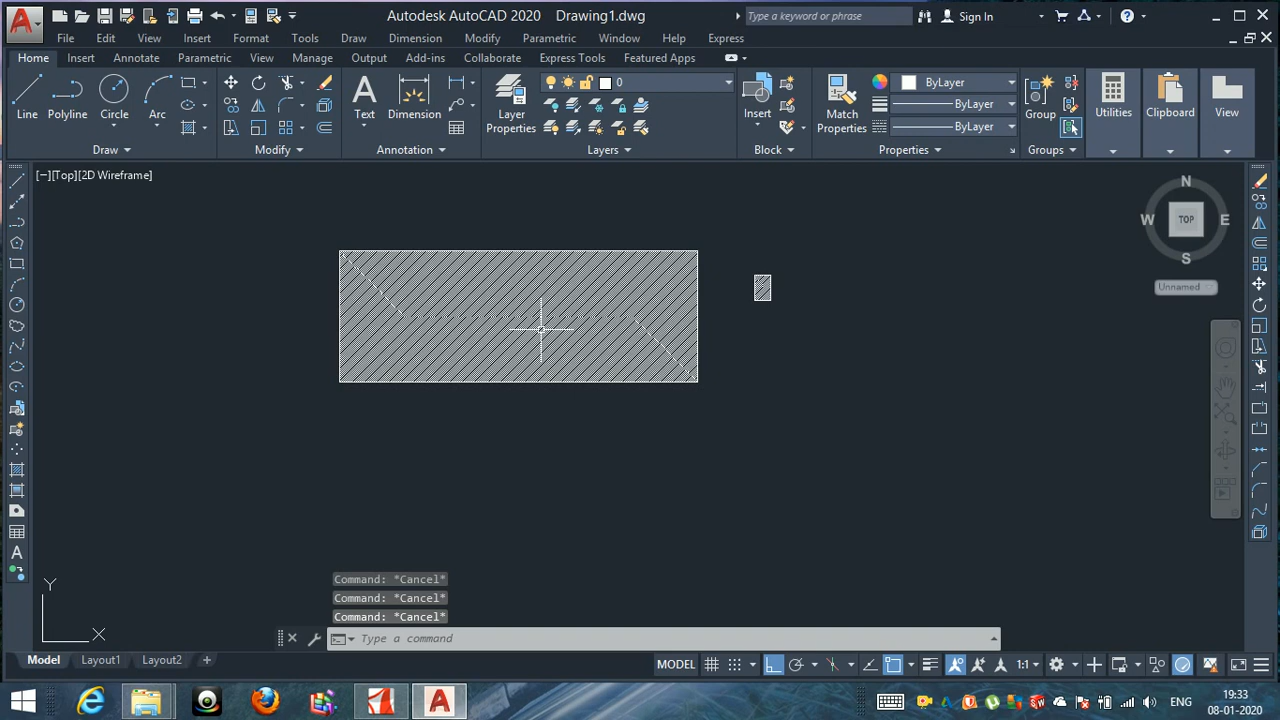 Autodesk AutoCAD 2020 Drawing1.dwg
Type a keyword or phrase
Sign In
File Edit View Insert Format Tools Draw Dimension Modify Parametric Window Help Express
Home Insert Annotate Parametric View Manage Output Add-ins Collaborate Express Tools Featured Apps
0
ByLayer
ByLayer
ByLayer
Line Polyline Circle Arc
Text Dimension
Layer
Properties
Insert
Match
Properties
Group
Utilities Clipboard View
Draw Modify Annotation Layers Block Properties Groups
[−][Top][2D Wireframe]
N
W TOP E
S
Unnamed
Y
X
Command: *Cancel*
Command: *Cancel*
Command: *Cancel*
Type a command
Model Layout1 Layout2 +
MODEL
1:1
ENG
19:33
08-01-2020